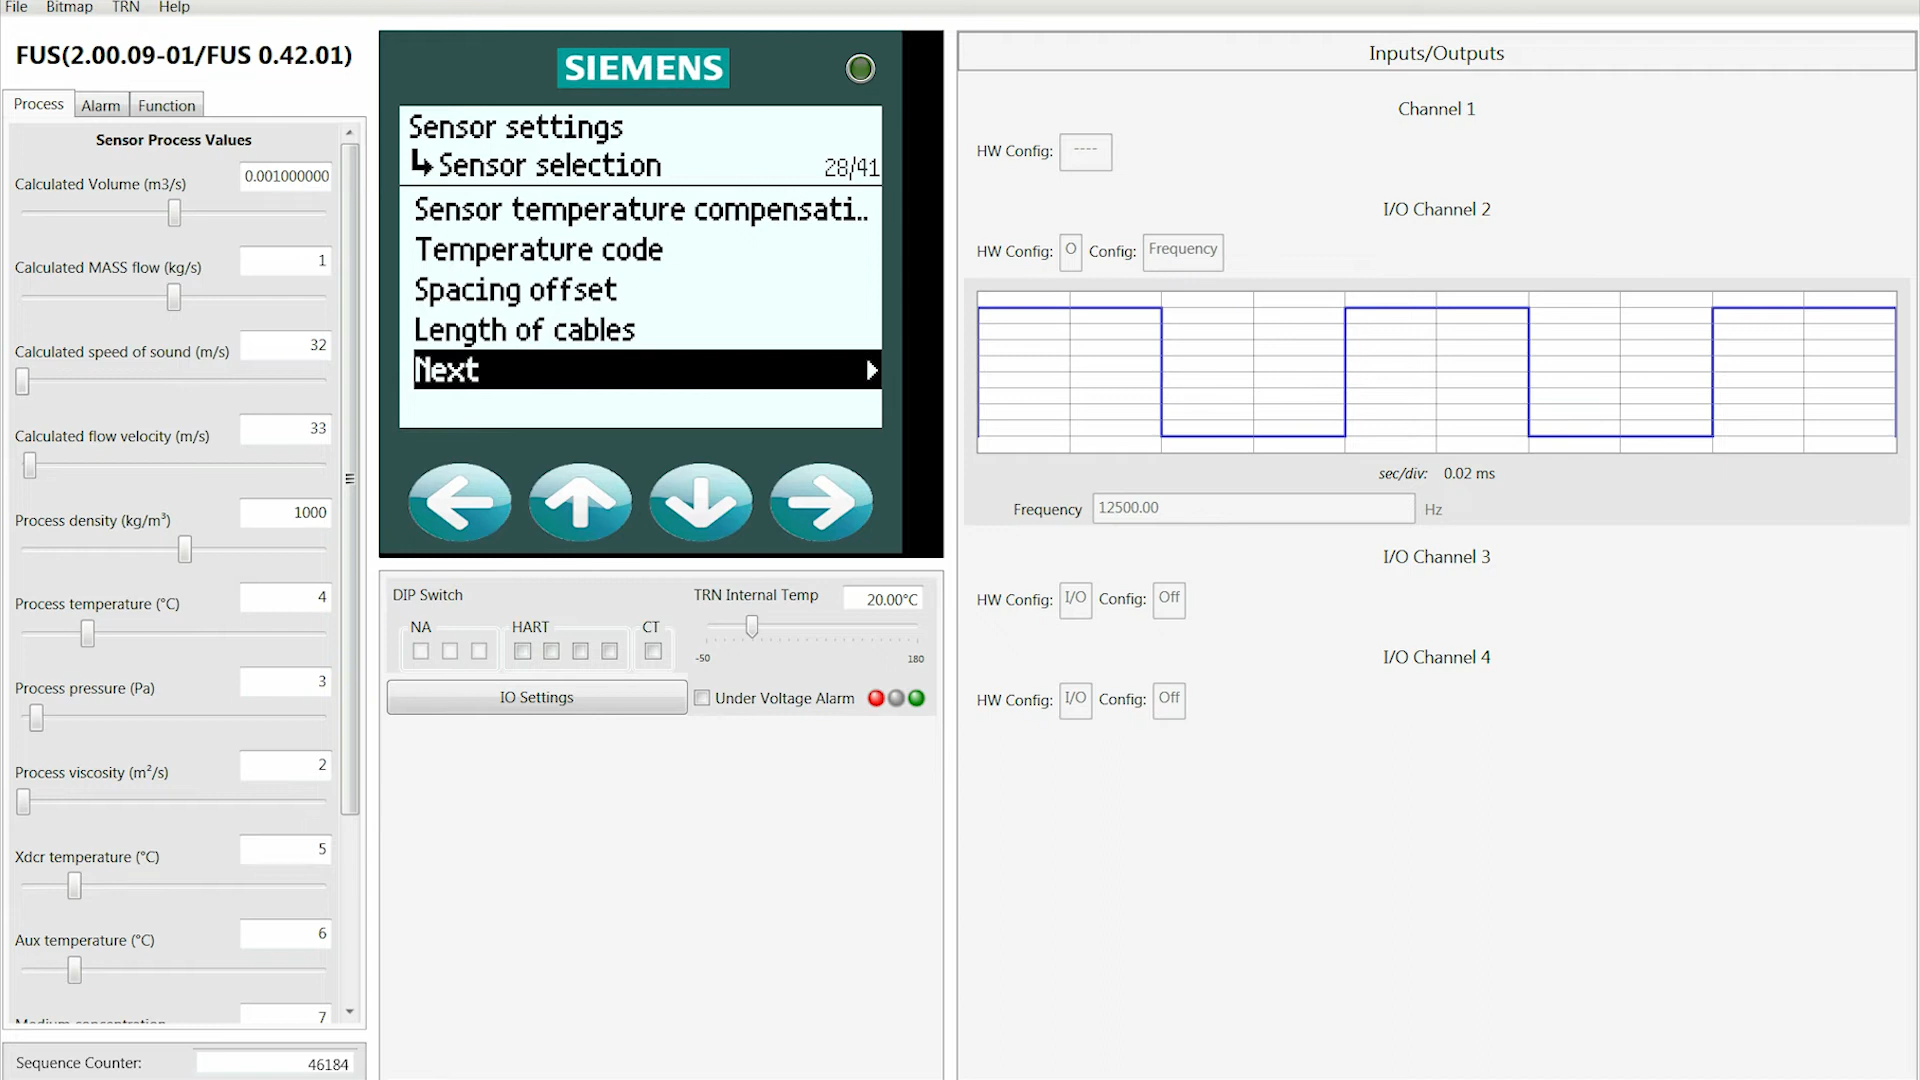 File Bitmap TRN Help
FUS(2.00.09-01/FUS 0.42.01)
Process Alarm Function
Sensor Process Values
Calculated Volume (m3/s) 0.001000000
Calculated MASS flow (kg/s) 1
Calculated speed of sound (m/s) 32
Calculated flow velocity (m/s) 33
Process density (kg/m³) 1000
Process temperature (°C) 4
Process pressure (Pa) 3
Process viscosity (m²/s) 2
Xdcr temperature (°C) 5
Aux temperature (°C) 6
Medium concentration 7
Sequence Counter: 46184
SIEMENS
Sensor settings
Sensor selection 28/41
Sensor temperature compensati..
Temperature code
Spacing offset
Length of cables
Next
DIP Switch
NA HART CT
TRN Internal Temp 20.00°C
-50 180
IO Settings
Under Voltage Alarm
Inputs/Outputs
Channel 1
HW Config: ----
I/O Channel 2
HW Config: O Config: Frequency
sec/div: 0.02 ms
Frequency 12500.00 Hz
I/O Channel 3
HW Config: I/O Config: Off
I/O Channel 4
HW Config: I/O Config: Off